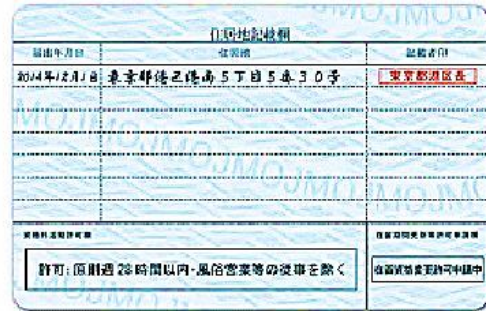 住居地記載欄
届出年月日 住居地 記載者印
2014年12月1日 東京都港区港南5丁目5番30号 東京都港区長
資格外活動許可欄 在留期間更新等許可申請欄
許可:原則週28時間以内・風俗営業等の従事を除く 在留資格変更許可申請中
MOJMOJMOJ